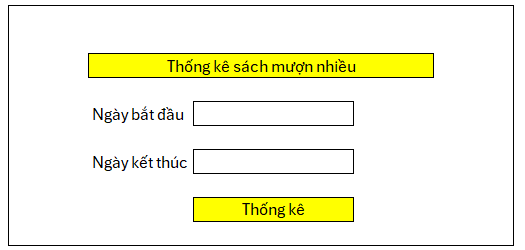 Thống kê sách mượn nhiều
Ngày bắt đầu
Ngày kết thúc
Thống kê